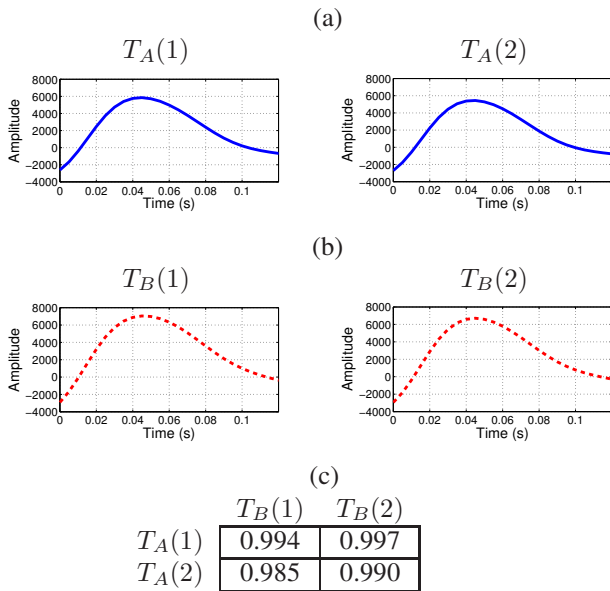 (a)
T_A(1) T_A(2)
8000 8000
6000 6000
4000 4000
2000 2000
0 0
−2000 −2000
−4000 −4000
Amplitude Amplitude
0 0.02 0.04 0.06 0.08 0.1 0 0.02 0.04 0.06 0.08 0.1
Time (s) Time (s)
(b)
T_B(1) T_B(2)
8000 8000
6000 6000
4000 4000
2000 2000
0 0
−2000 −2000
−4000 −4000
Amplitude Amplitude
0 0.02 0.04 0.06 0.08 0.1 0 0.02 0.04 0.06 0.08 0.1
Time (s) Time (s)
(c)
T_B(1) T_B(2)
T_A(1) 0.994 0.997
T_A(2) 0.985 0.990